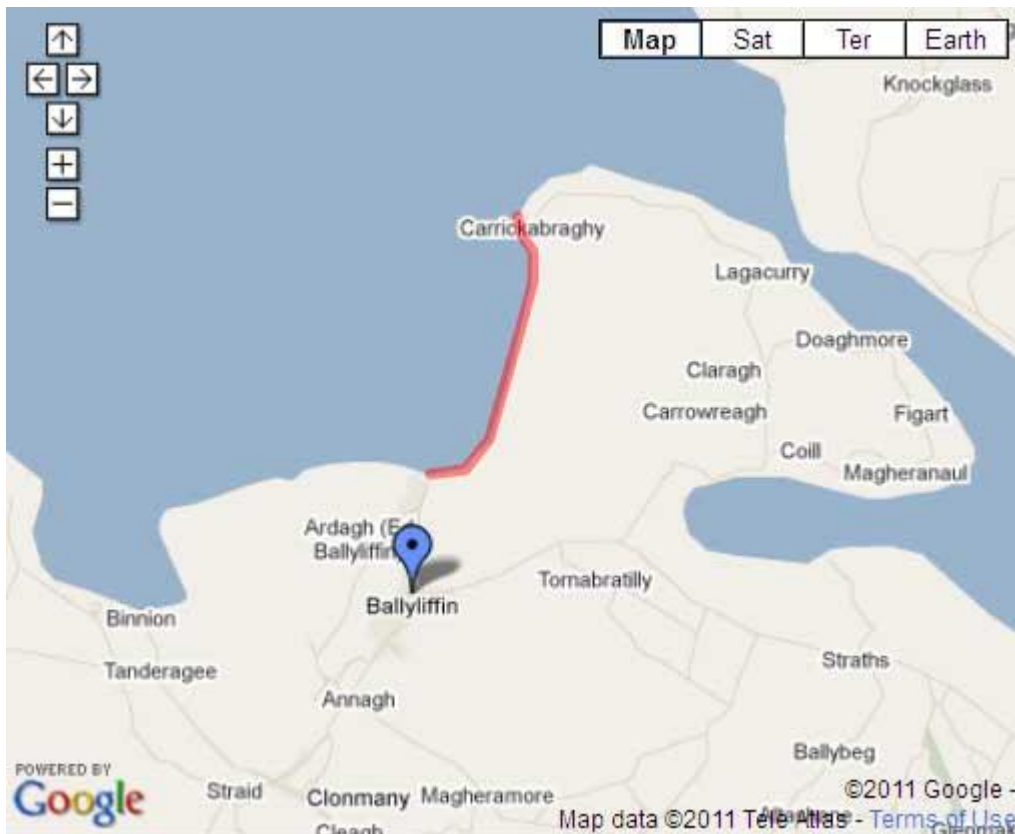 Map Sat Ter Earth
Knockglass
Carrickabraghy
Lagacurry
Doaghmore
Claragh
Carrowreagh
Figart
Coill
Magheranaul
Ardagh (Ed
Ballyliffin
Tornabratilly
Ballyliffin
Binnion
Straths
Tanderagee
Annagh
Ballybeg
POWERED BY
Google
Straid
Clonmany
Magheramore
©2011 Google -
Map data ©2011 Tele Atlas - Terms of Use
Cleagh